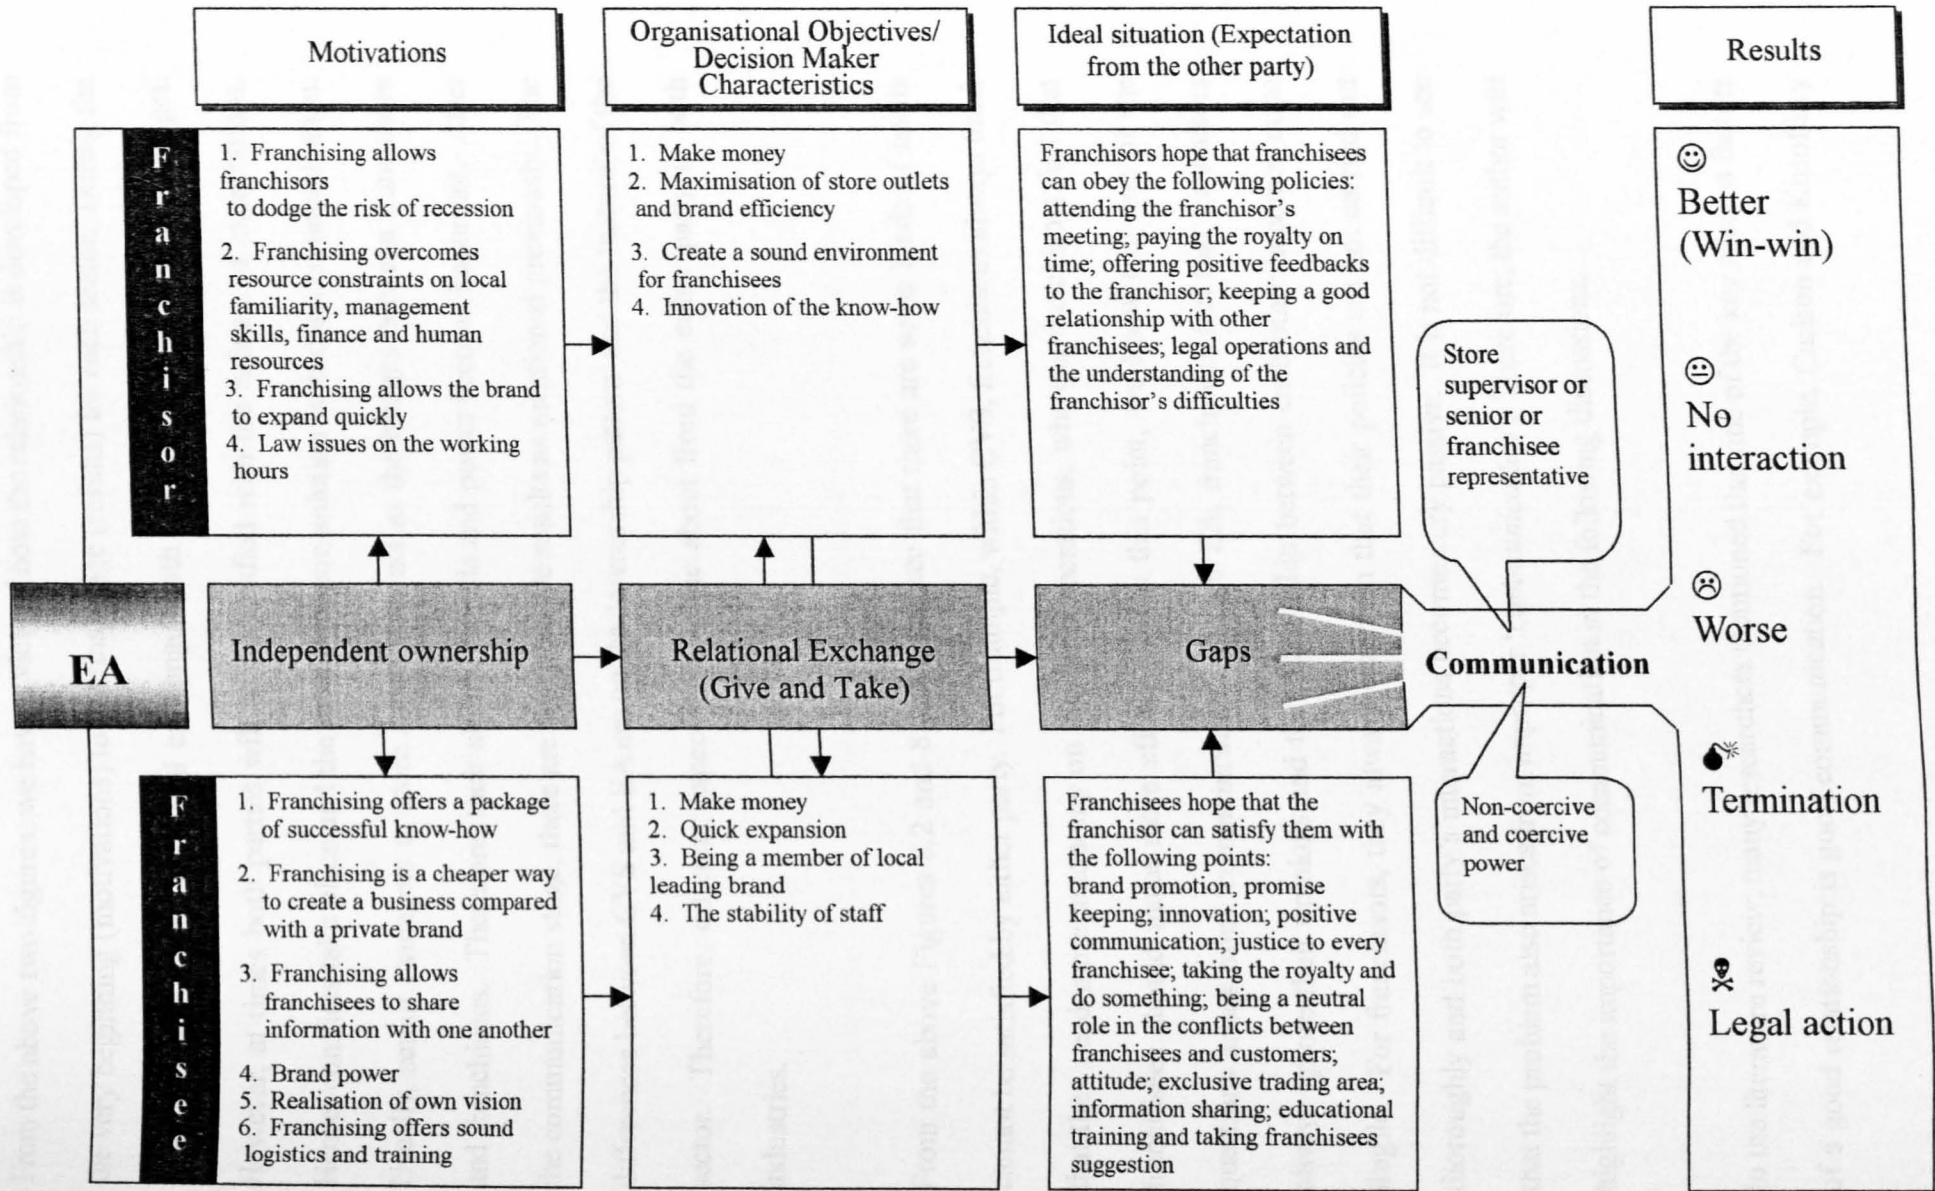 Motivations
Organisational Objectives/
Decision Maker
Characteristics
Ideal situation (Expectation
from the other party)
Results
Franchisor
1. Franchising allows
franchisors
to dodge the risk of recession
2. Franchising overcomes
resource constraints on local
familiarity, management
skills, finance and human
resources
3. Franchising allows the brand
to expand quickly
4. Law issues on the working
hours
1. Make money
2. Maximisation of store outlets
and brand efficiency
3. Create a sound environment
for franchisees
4. Innovation of the know-how
Franchisors hope that franchisees
can obey the following policies:
attending the franchisor's
meeting; paying the royalty on
time; offering positive feedbacks
to the franchisor; keeping a good
relationship with other
franchisees; legal operations and
the understanding of the
franchisor's difficulties
Store
supervisor or
senior or
franchisee
representative
Better
(Win-win)
No
interaction
Worse
Termination
Legal action
EA
Independent ownership
Relational Exchange
(Give and Take)
Gaps
Communication
Franchisee
1. Franchising offers a package
of successful know-how
2. Franchising is a cheaper way
to create a business compared
with a private brand
3. Franchising allows
franchisees to share
information with one another
4. Brand power
5. Realisation of own vision
6. Franchising offers sound
logistics and training
1. Make money
2. Quick expansion
3. Being a member of local
leading brand
4. The stability of staff
Franchisees hope that the
franchisor can satisfy them with
the following points:
brand promotion, promise
keeping; innovation; positive
communication; justice to every
franchisee; taking the royalty and
do something; being a neutral
role in the conflicts between
franchisees and customers;
attitude; exclusive trading area;
information sharing; educational
training and taking franchisees
suggestion
Non-coercive
and coercive
power